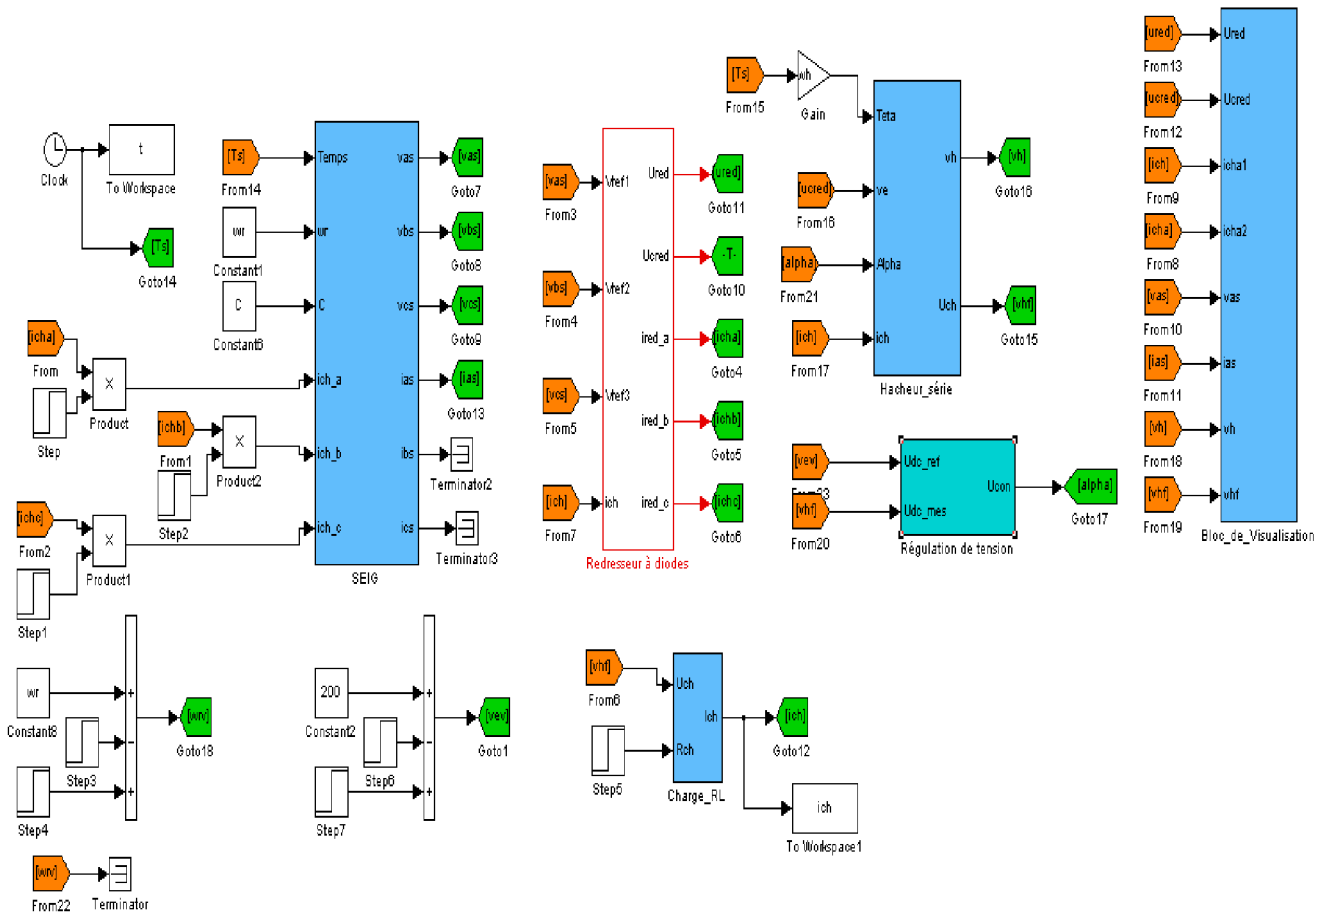 Clock
t
To Workspace
[Ts]
Goto14
[icha]
From
Step
×
Product
[ichb]
From1
Step2
×
Product2
[ichc]
From2
Step1
×
Product1
[Ts]
From14
wr
Constant1
C
Constant6
Temps
wr
C
ich_a
ich_b
ich_c
vas
vbs
vcs
ias
ibs
ics
SEIG
[vas]
Goto7
[vbs]
Goto8
[vcs]
Goto9
[ias]
Goto13
Terminator2
Terminator3
[vas]
From3
[vbs]
From4
[vcs]
From5
[ich]
From7
Vref1
Vref2
Vref3
ich
Ured
Ucred
ired_a
ired_b
ired_c
Redresseur à diodes
[ured]
Goto11
-T-
Goto10
[icha]
Goto4
[ichb]
Goto5
[ichc]
Goto6
[Ts]
From15
wh
Gain
[ucred]
From16
[alpha]
From21
[ich]
From17
Teta
ve
Alpha
ich
vh
Uch
Hacheur_série
[vh]
Goto16
[vhf]
Goto15
[vev]
[vhf]
From20
Udc_ref
Udc_mes
Ucon
Régulation de tension
[alpha]
Goto17
[ured]
From13
[ucred]
From12
[ich]
From9
[icha]
From8
[vas]
From10
[ias]
From11
[vh]
From18
[vhf]
From19
Ured
Ucred
icha1
icha2
vas
ias
vh
vhf
Bloc_de_Visualisation
wr
Constant8
Step3
Step4
+
−
+
[wrv]
Goto18
200
Constant2
Step6
Step7
+
−
+
[vev]
Goto1
[vhf]
From6
Step5
Uch
Rch
Ich
Charge_RL
[ich]
Goto12
ich
To Workspace1
[wrv]
From22
Terminator